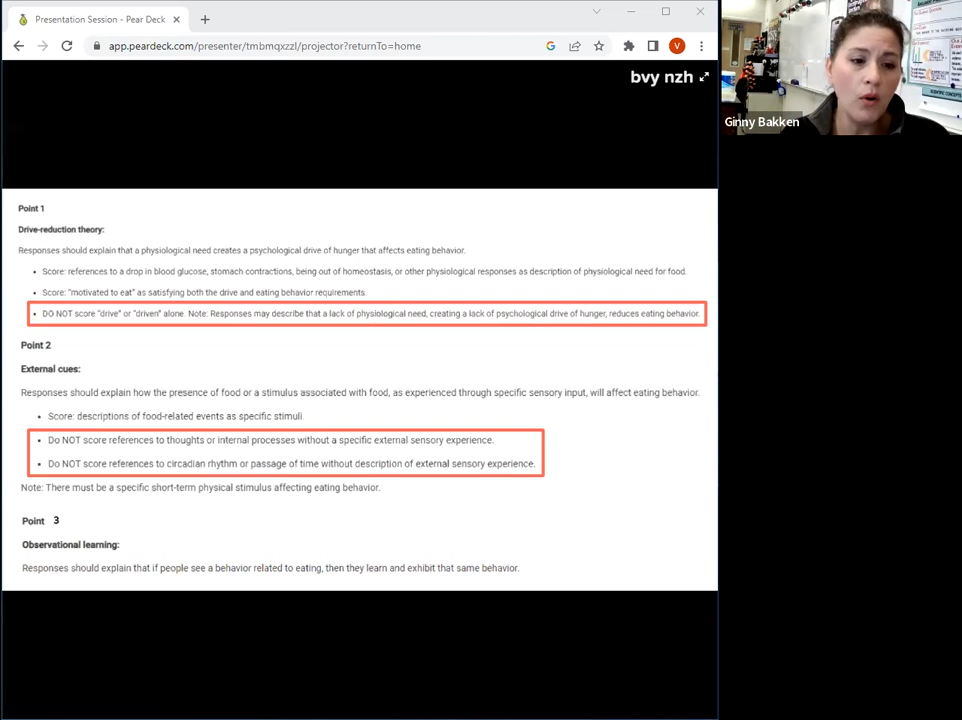 Presentation Session - Pear Deck
app.peardeck.com/presenter/tmbmqxzzl/projector?returnTo=home
V
bvy nzh
Ginny Bakken
Point 1
Drive-reduction theory:
Responses should explain that a physiological need creates a psychological drive of hunger that affects eating behavior.
• Score: references to a drop in blood glucose, stomach contractions, being out of homeostasis, or other physiological responses as description of physiological need for food.
• Score: “motivated to eat” as satisfying both the drive and eating behavior requirements.
• DO NOT score “drive” or “driven” alone. Note: Responses may describe that a lack of physiological need, creating a lack of psychological drive of hunger, reduces eating behavior.
Point 2
External cues:
Responses should explain how the presence of food or a stimulus associated with food, as experienced through specific sensory input, will affect eating behavior.
• Score: descriptions of food-related events as specific stimuli.
• Do NOT score references to thoughts or internal processes without a specific external sensory experience.
• Do NOT score references to circadian rhythm or passage of time without description of external sensory experience.
Note: There must be a specific short-term physical stimulus affecting eating behavior.
Point 3
Observational learning:
Responses should explain that if people see a behavior related to eating, then they learn and exhibit that same behavior.